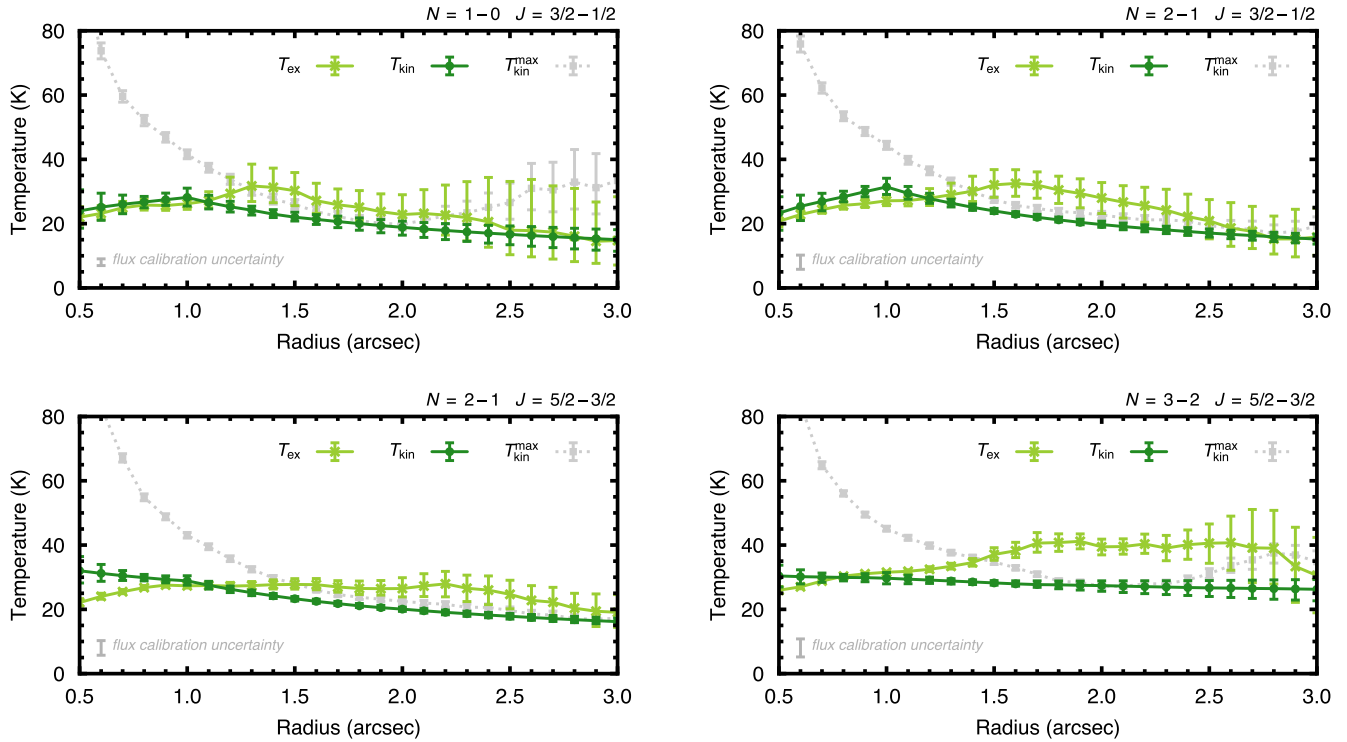 N = 1−0 J = 3/2−1/2
80
60
40
20
0
Temperature (K)
T_ex T_kin T_kin^max
flux calibration uncertainty
0.5 1.0 1.5 2.0 2.5 3.0
Radius (arcsec)
N = 2−1 J = 3/2−1/2
80
60
40
20
0
Temperature (K)
T_ex T_kin T_kin^max
flux calibration uncertainty
0.5 1.0 1.5 2.0 2.5 3.0
Radius (arcsec)
N = 2−1 J = 5/2−3/2
80
60
40
20
0
Temperature (K)
T_ex T_kin T_kin^max
flux calibration uncertainty
0.5 1.0 1.5 2.0 2.5 3.0
Radius (arcsec)
N = 3−2 J = 5/2−3/2
80
60
40
20
0
Temperature (K)
T_ex T_kin T_kin^max
flux calibration uncertainty
0.5 1.0 1.5 2.0 2.5 3.0
Radius (arcsec)